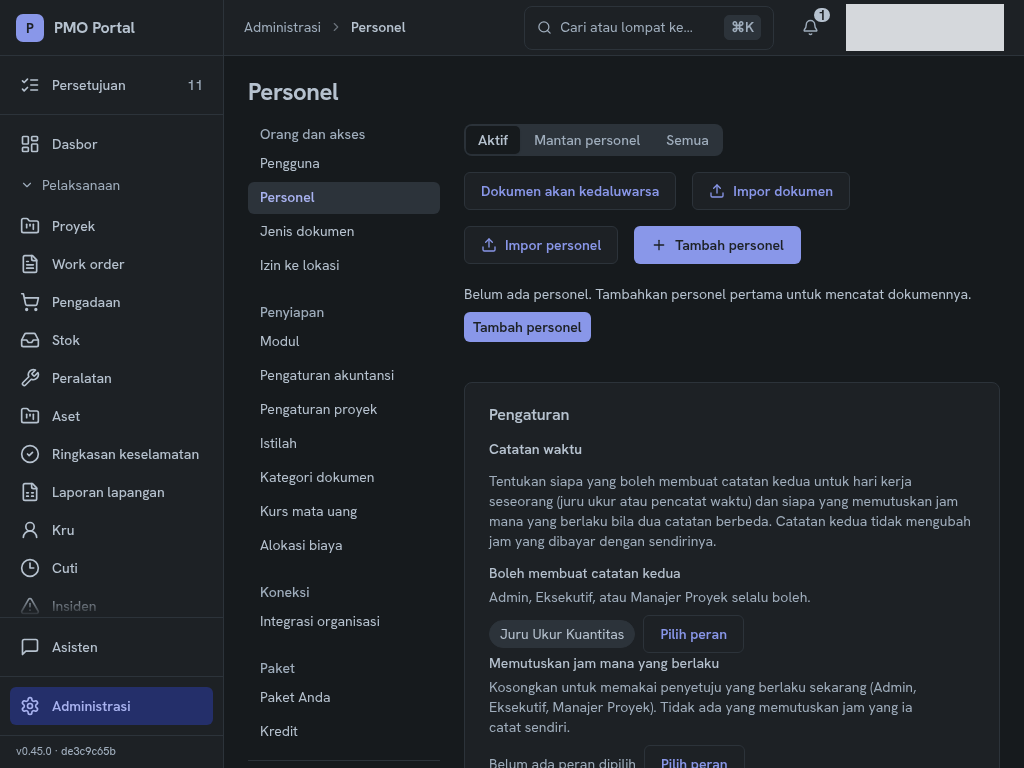 P PMO Portal
Persetujuan 11
Dasbor
Pelaksanaan
Proyek
Work order
Pengadaan
Stok
Peralatan
Aset
Ringkasan keselamatan
Laporan lapangan
Kru
Cuti
Insiden
Asisten
Administrasi
v0.45.0 · de3c9c65b
Administrasi > Personel
Cari atau lompat ke... ⌘K
1
Personel
Orang dan akses
Pengguna
Personel
Jenis dokumen
Izin ke lokasi
Penyiapan
Modul
Pengaturan akuntansi
Pengaturan proyek
Istilah
Kategori dokumen
Kurs mata uang
Alokasi biaya
Koneksi
Integrasi organisasi
Paket
Paket Anda
Kredit
Aktif Mantan personel Semua
Dokumen akan kedaluwarsa Impor dokumen
Impor personel + Tambah personel
Belum ada personel. Tambahkan personel pertama untuk mencatat dokumennya.
Tambah personel
Pengaturan
Catatan waktu
Tentukan siapa yang boleh membuat catatan kedua untuk hari kerja
seseorang (juru ukur atau pencatat waktu) dan siapa yang memutuskan jam
mana yang berlaku bila dua catatan berbeda. Catatan kedua tidak mengubah
jam yang dibayar dengan sendirinya.
Boleh membuat catatan kedua
Admin, Eksekutif, atau Manajer Proyek selalu boleh.
Juru Ukur Kuantitas Pilih peran
Memutuskan jam mana yang berlaku
Kosongkan untuk memakai penyetuju yang berlaku sekarang (Admin,
Eksekutif, Manajer Proyek). Tidak ada yang memutuskan jam yang ia
catat sendiri.
Belum ada peran dipilih Pilih peran